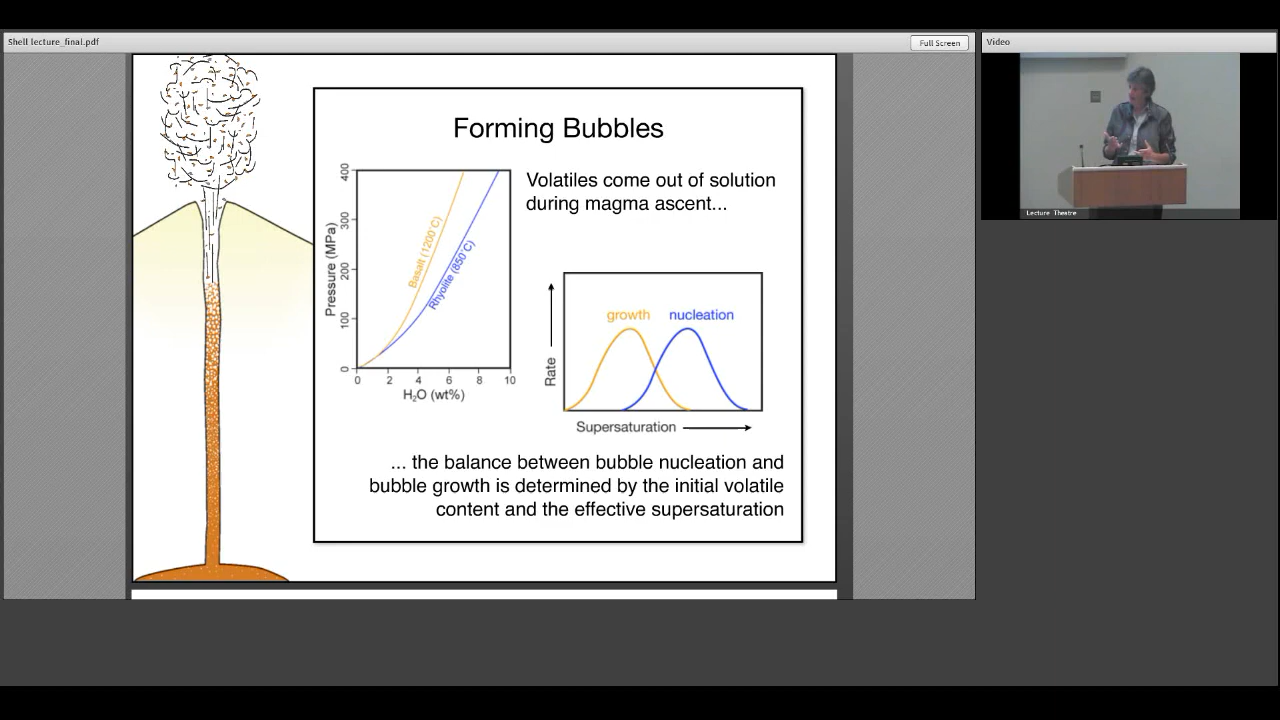 Shell lecture_final.pdf
Full Screen
Video
Forming Bubbles
Volatiles come out of solution
during magma ascent...
400
300
200
100
0
Pressure (MPa)
Basalt (1200˚C)
Rhyolite (850˚C)
0 2 4 6 8 10
H₂O (wt%)
growth nucleation
Rate
Supersaturation
... the balance between bubble nucleation and
bubble growth is determined by the initial volatile
content and the effective supersaturation
Lecture Theatre